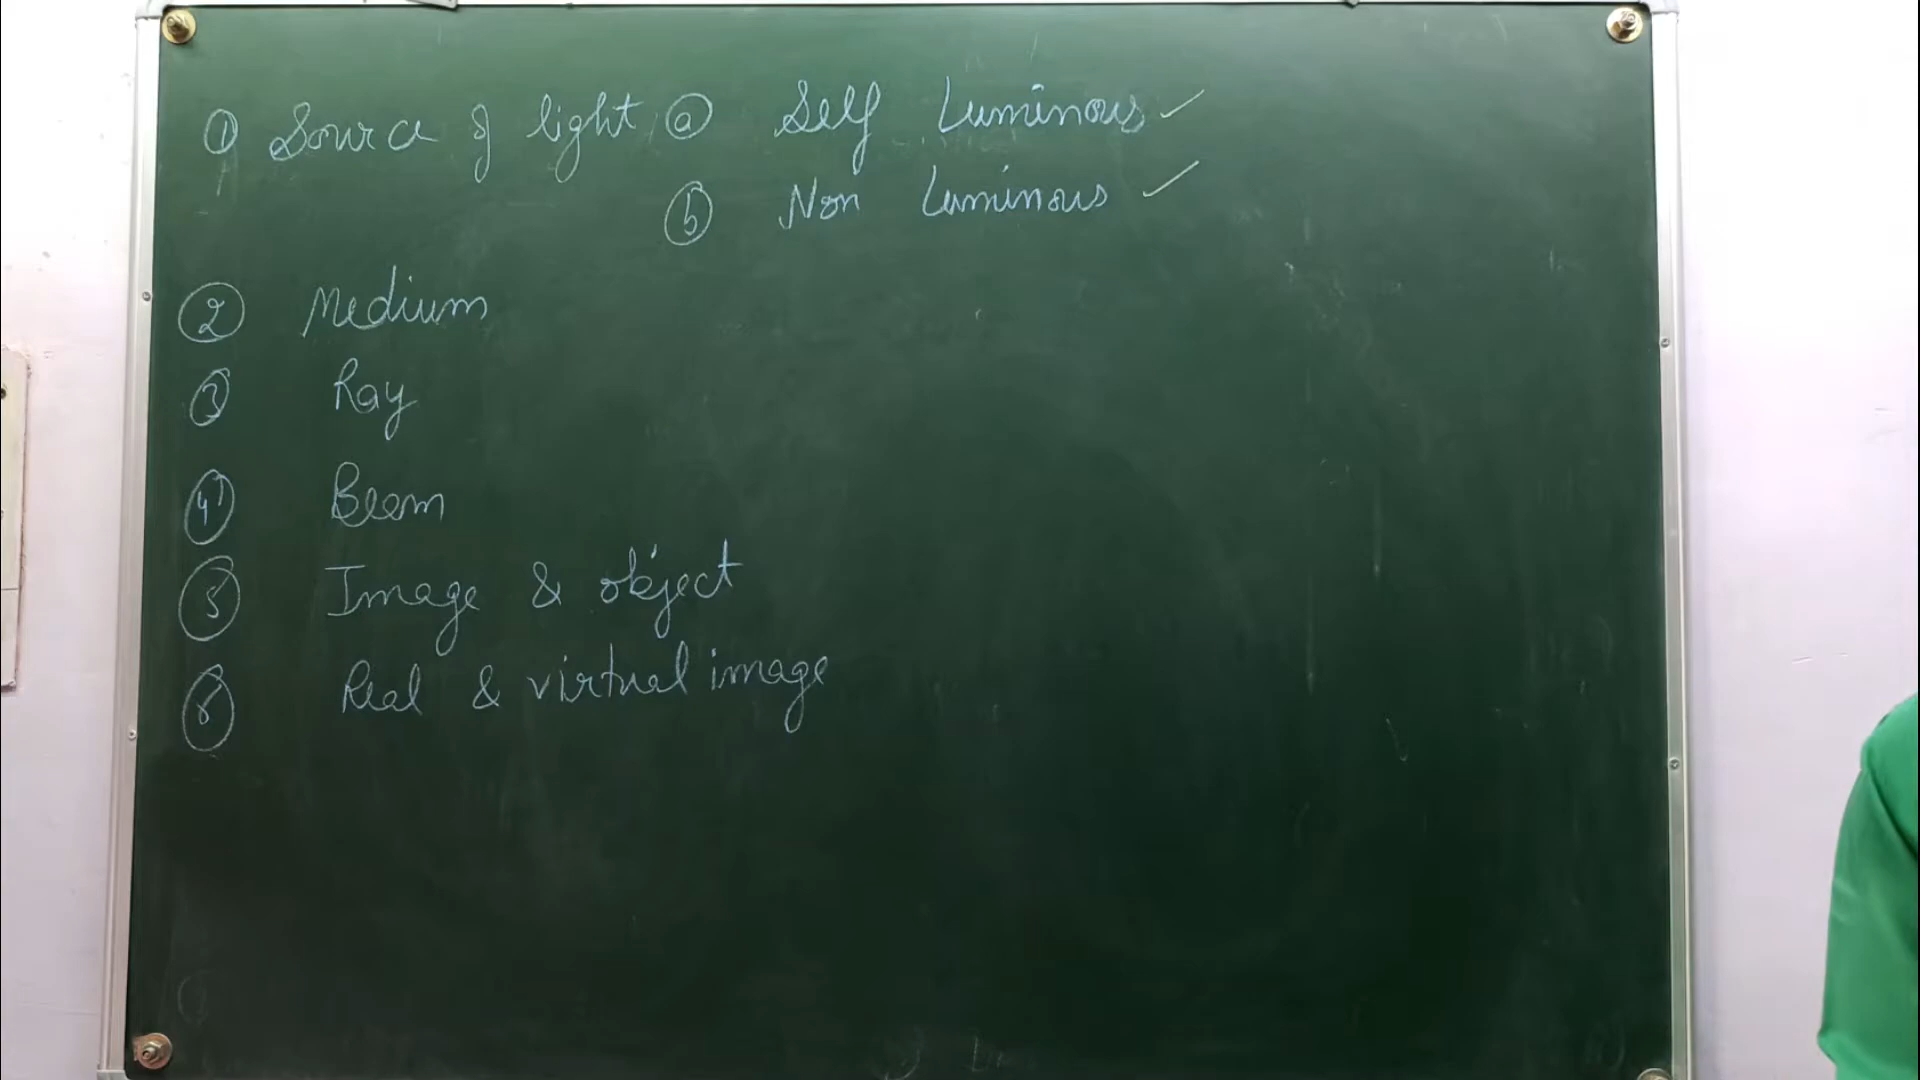 ① Source of light ⓐ Self Luminous ✓
ⓑ Non Luminous ✓
② Medium
③ Ray
④ Beam
⑤ Image & object
Real & virtual image